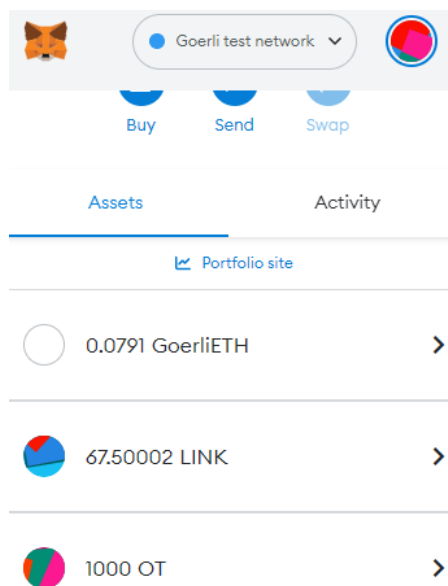 Goerli test network
Buy Send Swap
Assets Activity
Portfolio site
0.0791 GoerliETH
67.50002 LINK
1000 OT